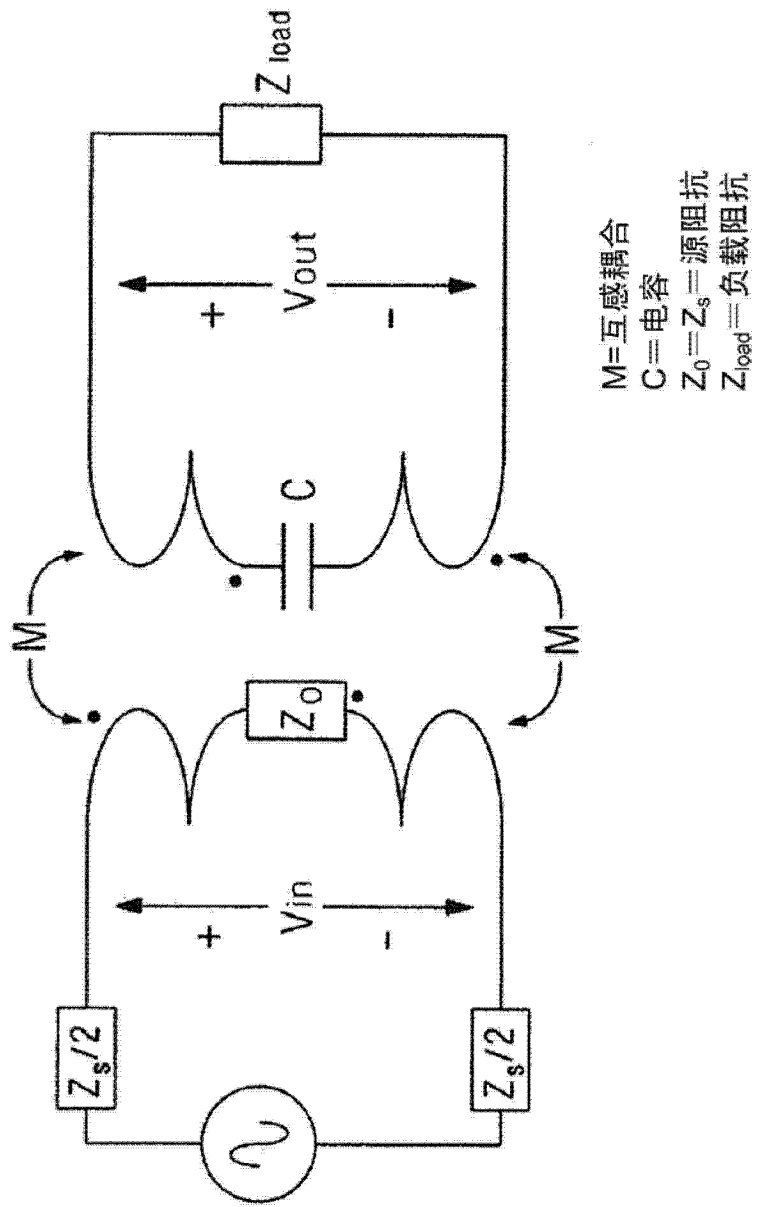 M
Zₛ/2
+
+
Vin
Z₀
C
Vout
Z load
-
-
Zₛ/2
M
M=互感耦合
C=电容
Z₀=Zₛ=源阻抗
Zload=负载阻抗